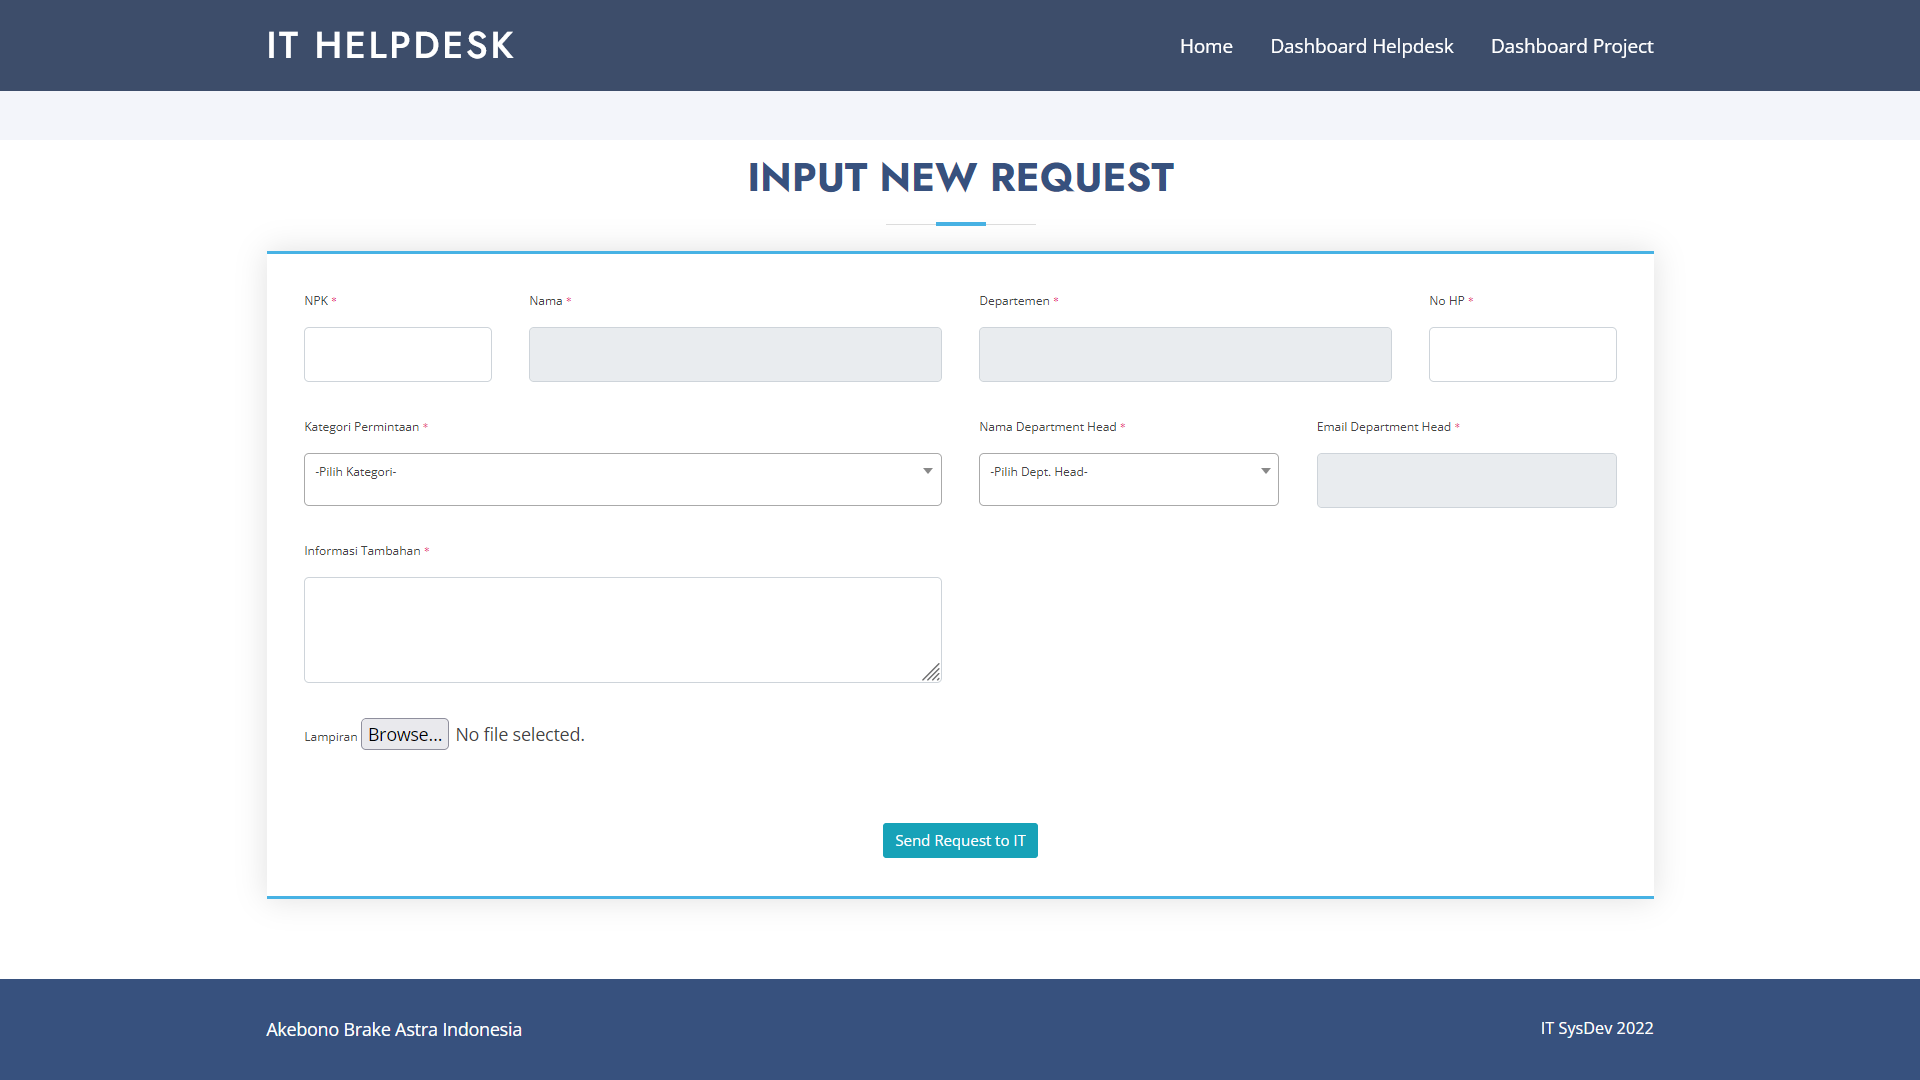 IT HELPDESK
Home Dashboard Helpdesk Dashboard Project
INPUT NEW REQUEST
NPK * Nama * Departemen * No HP *
Kategori Permintaan * Nama Department Head * Email Department Head *
-Pilih Kategori- -Pilih Dept. Head-
Informasi Tambahan *
Lampiran Browse... No file selected.
Send Request to IT
Akebono Brake Astra Indonesia IT SysDev 2022